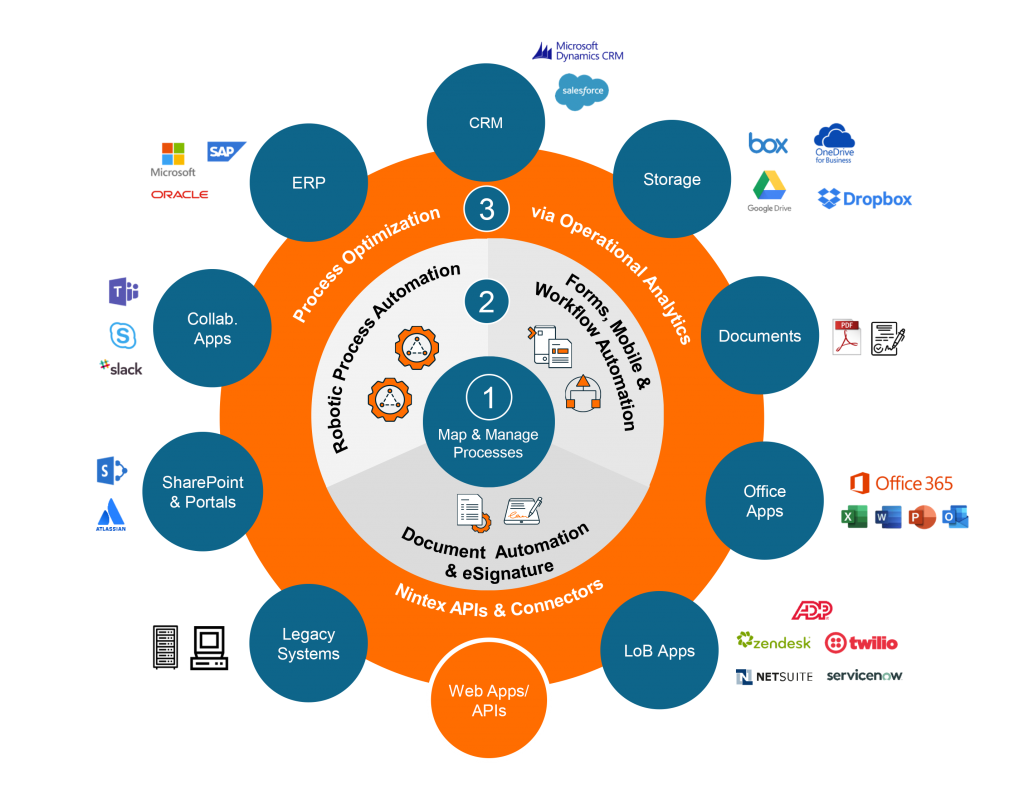 Microsoft
Dynamics CRM
salesforce
CRM
Microsoft
SAP
ORACLE
ERP
Storage
box
OneDrive
for Business
Google Drive
Dropbox
3
Process Optimization
via Operational Analytics
2
Robotic Process Automation
Forms, Mobile &
Workflow Automation
T
S
slack
Collab.
Apps
Documents
PDF
1
Map & Manage
Processes
S
ATLASSIAN
SharePoint
& Portals
Office
Apps
Office 365
X
W
P
O
Document Automation
& eSignature
Nintex APIs & Connectors
Legacy
Systems
Web Apps/
APIs
LoB Apps
ADP
zendesk
twilio
N NETSUITE
servicenow